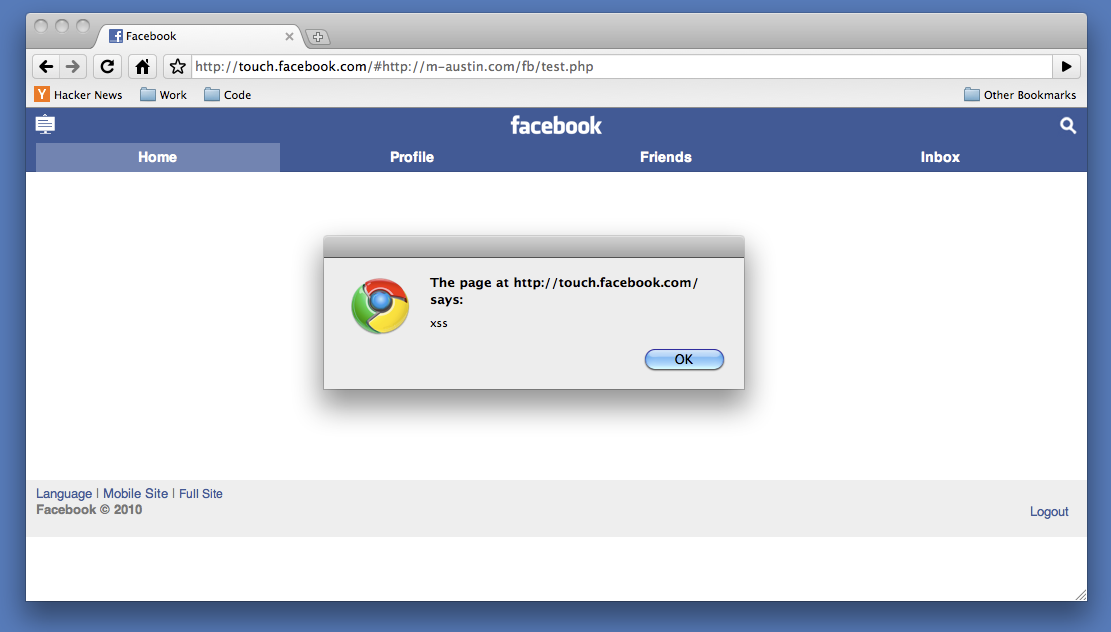 Facebook
http://touch.facebook.com/#http://m-austin.com/fb/test.php
Y Hacker News Work Code Other Bookmarks
facebook
Home Profile Friends Inbox
The page at http://touch.facebook.com/
says:
xss
OK
Language | Mobile Site | Full Site
Facebook © 2010
Logout